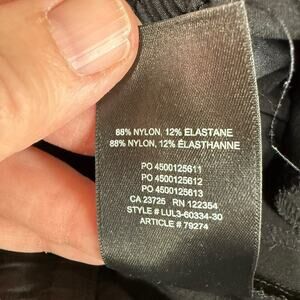 88% NYLON, 12% ELASTANE
88% NYLON, 12% ÉLASTHANNE
PO 4500125611
PO 4500125612
PO 4500125613
CA 23725 RN 122354
STYLE # LUL3-60334-30
ARTICLE # 79274